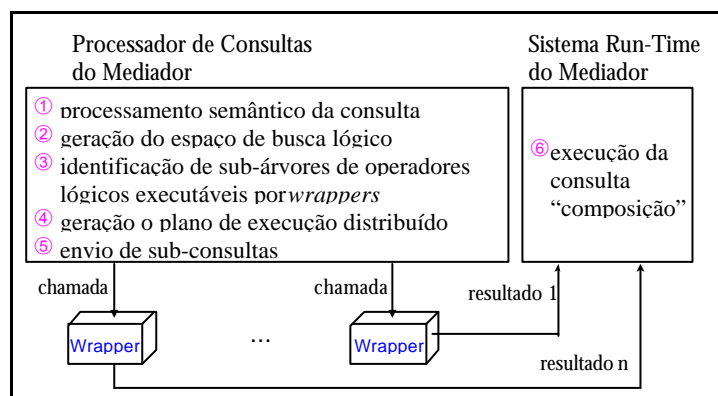 Processador de Consultas
do Mediador
Sistema Run-Time
do Mediador
① processamento semântico da consulta
② geração do espaço de busca lógico
③ identificação de sub-árvores de operadores
lógicos executáveis por wrappers
④ geração o plano de execução distribuído
⑤ envio de sub-consultas
⑥ execução da
consulta
“composição”
chamada
chamada
resultado 1
Wrapper
...
Wrapper
resultado n